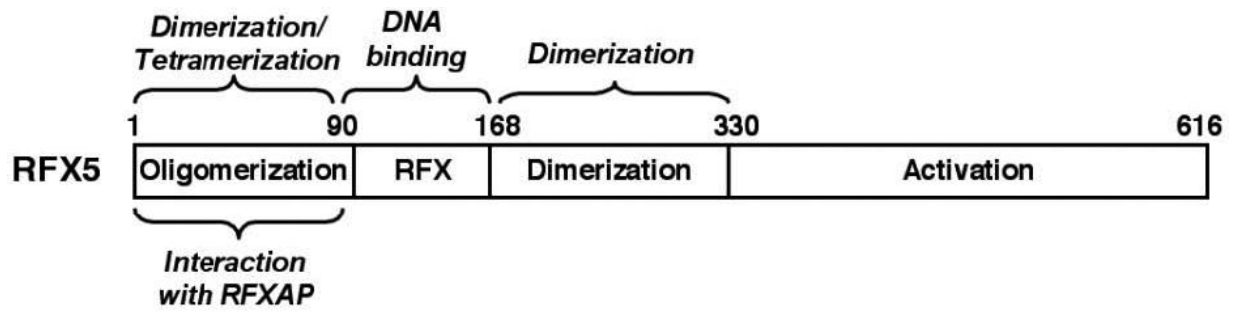 Dimerization/
Tetramerization
DNA
binding
Dimerization
1 90 168 330 616
RFX5 Oligomerization RFX Dimerization Activation
Interaction
with RFXAP